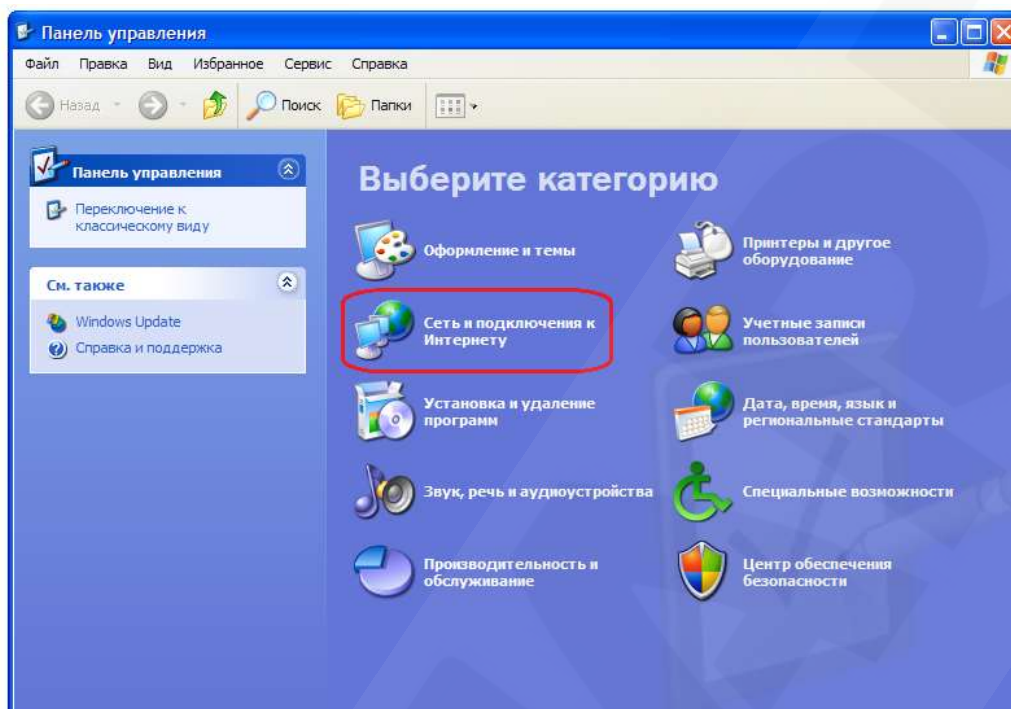 Панель управления
Файл Правка Вид Избранное Сервис Справка
Назад Поиск Папки
Панель управления
Переключение к
классическому виду
См. также
Windows Update
Справка и поддержка
Выберите категорию
Оформление и темы
Принтеры и другое
оборудование
Сеть и подключения к
Интернету
Учетные записи
пользователей
Установка и удаление
программ
Дата, время, язык и
региональные стандарты
Звук, речь и аудиоустройства
Специальные возможности
Производительность и
обслуживание
Центр обеспечения
безопасности